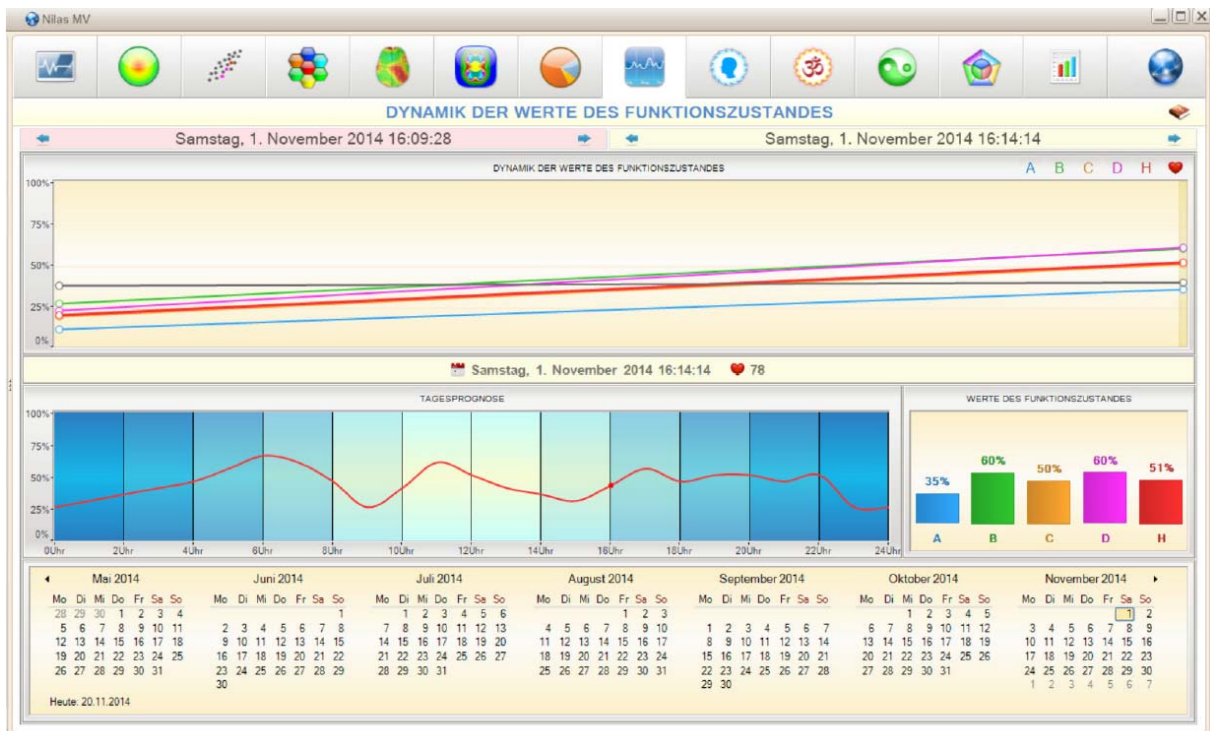 Nilas MV
DYNAMIK DER WERTE DES FUNKTIONSZUSTANDES
Samstag, 1. November 2014 16:09:28
Samstag, 1. November 2014 16:14:14
DYNAMIK DER WERTE DES FUNKTIONSZUSTANDES
A B C D H
100%
75%
50%
25%
0%
Samstag, 1. November 2014 16:14:14 78
TAGESPROGNOSE
100%
75%
50%
25%
0%
0Uhr 2Uhr 4Uhr 6Uhr 8Uhr 10Uhr 12Uhr 14Uhr 16Uhr 18Uhr 20Uhr 22Uhr 24Uhr
WERTE DES FUNKTIONSZUSTANDES
35% 60% 50% 60% 51%
A B C D H
Mai 2014
Mo Di Mi Do Fr Sa So
28 29 30 1 2 3 4
5 6 7 8 9 10 11
12 13 14 15 16 17 18
19 20 21 22 23 24 25
26 27 28 29 30 31
Juni 2014
Mo Di Mi Do Fr Sa So
1
2 3 4 5 6 7 8
9 10 11 12 13 14 15
16 17 18 19 20 21 22
23 24 25 26 27 28 29
30
Juli 2014
Mo Di Mi Do Fr Sa So
1 2 3 4 5 6
7 8 9 10 11 12 13
14 15 16 17 18 19 20
21 22 23 24 25 26 27
28 29 30 31
August 2014
Mo Di Mi Do Fr Sa So
1 2 3
4 5 6 7 8 9 10
11 12 13 14 15 16 17
18 19 20 21 22 23 24
25 26 27 28 29 30 31
September 2014
Mo Di Mi Do Fr Sa So
1 2 3 4 5 6 7
8 9 10 11 12 13 14
15 16 17 18 19 20 21
22 23 24 25 26 27 28
29 30
Oktober 2014
Mo Di Mi Do Fr Sa So
1 2 3 4 5
6 7 8 9 10 11 12
13 14 15 16 17 18 19
20 21 22 23 24 25 26
27 28 29 30 31
November 2014
Mo Di Mi Do Fr Sa So
1 2
3 4 5 6 7 8 9
10 11 12 13 14 15 16
17 18 19 20 21 22 23
24 25 26 27 28 29 30
1 2 3 4 5 6 7
Heute: 20.11.2014